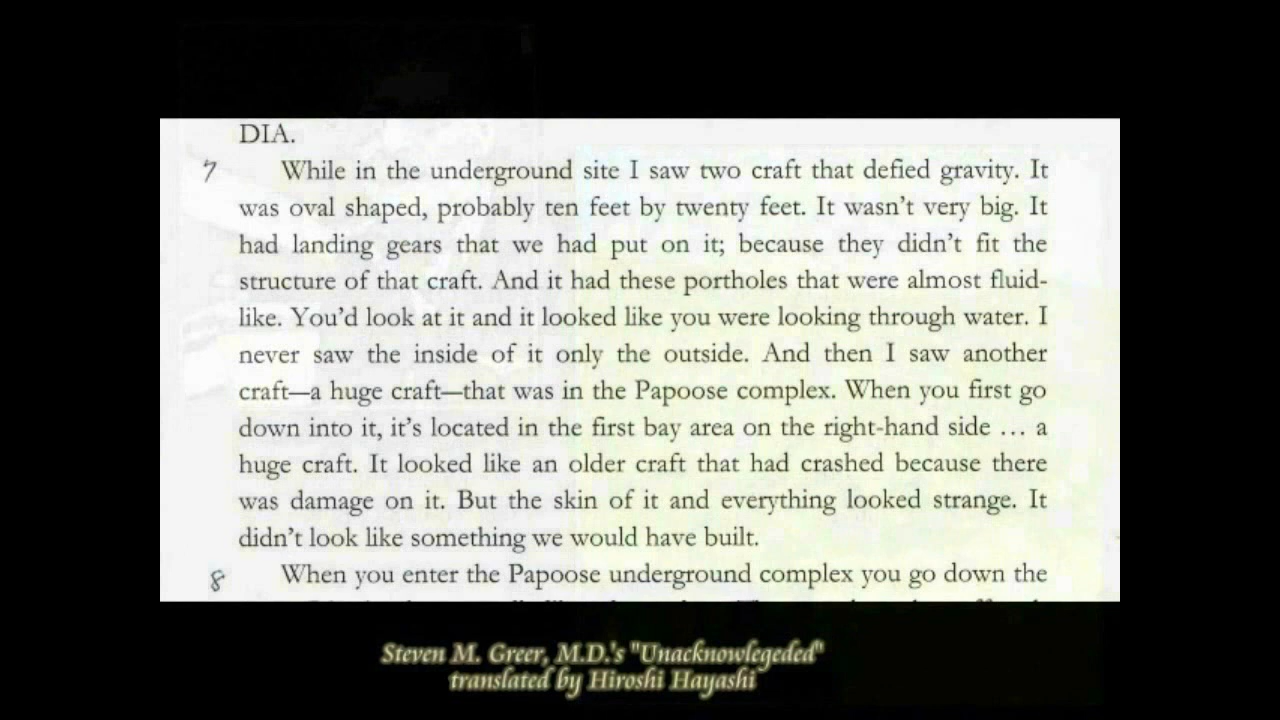 DIA.
7 While in the underground site I saw two craft that defied gravity. It
was oval shaped, probably ten feet by twenty feet. It wasn't very big. It
had landing gears that we had put on it; because they didn't fit the
structure of that craft. And it had these portholes that were almost fluid-
like. You'd look at it and it looked like you were looking through water. I
never saw the inside of it only the outside. And then I saw another
craft—a huge craft—that was in the Papoose complex. When you first go
down into it, it's located in the first bay area on the right-hand side … a
huge craft. It looked like an older craft that had crashed because there
was damage on it. But the skin of it and everything looked strange. It
didn't look like something we would have built.
8 When you enter the Papoose underground complex you go down the
Steven M. Greer, M.D.'s "Unacknowlegeded"
translated by Hiroshi Hayashi